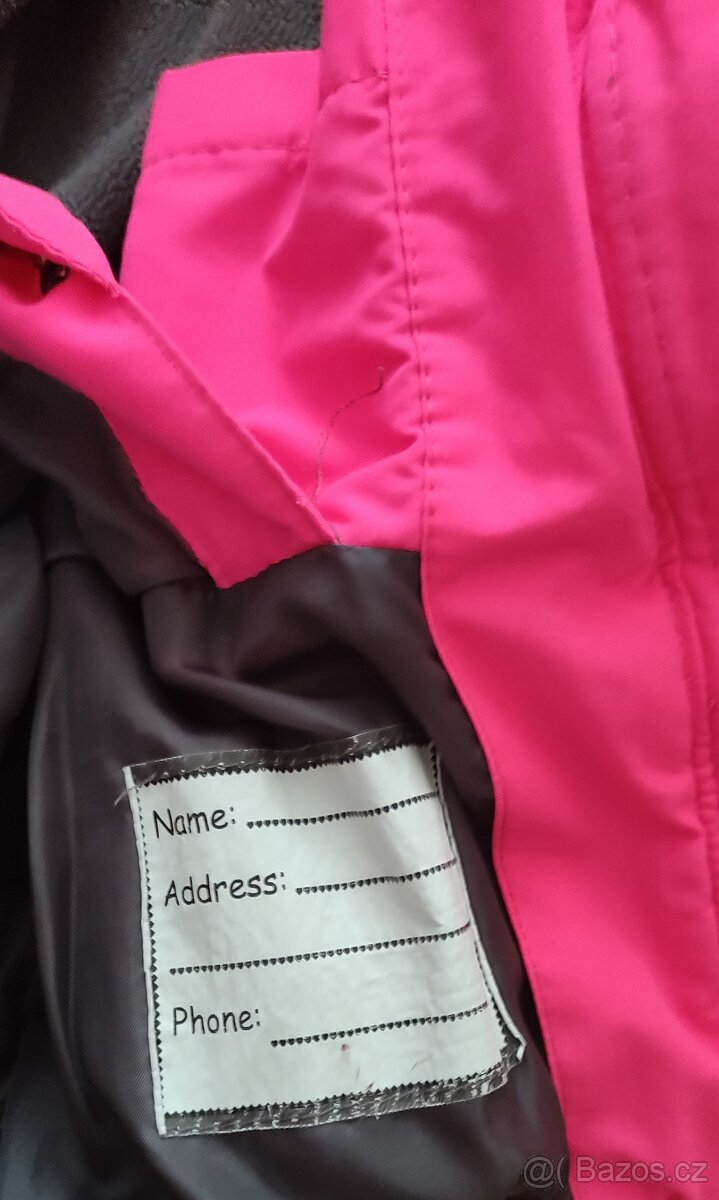 Name:
Address:
Phone:
@( Bazos.cz